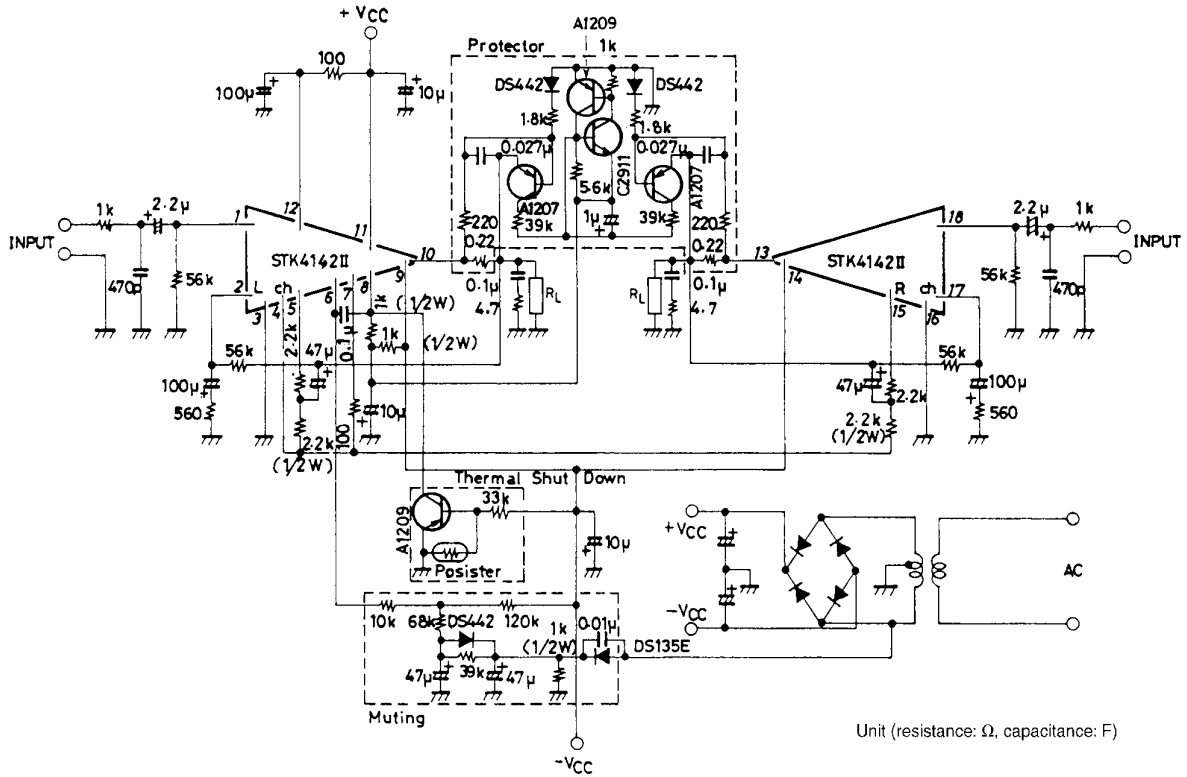 + VCC
A1209
Protector
1k
100
100µ
+
+
10µ
DS442
DS442
1.8k
1.8k
0.027µ
0.027µ
C2911
5.6k
A1207
39k
1µ
+
39k
A1207
220
220
0.22
0.22
1k
2.2µ
+
1
12
11
10
9
INPUT
470p
56k
STK4142II
2
L
ch
3
4
5
6
7
8
0.1µ
4.7
RL
RL
0.1µ
4.7
13
14
STK4142II
R
ch
15
16
17
18
2.2µ
+
1k
INPUT
56k
470p
1k
(1/2W)
1k
(1/2W)
0.1µ
2.2k
47µ
+
56k
100µ
+
560
2.2k
(1/2W)
100
+
10µ
56k
47µ
+
2.2k
2.2k
(1/2W)
100µ
+
560
Thermal Shut Down
33k
A1209
Posister
+
10µ
+VCC
+
+
-VCC
AC
10k
68k
DS442
120k
1k
(1/2W)
0.01µ
DS135E
47µ
+
39k
+
47µ
Muting
-VCC
Unit (resistance: Ω, capacitance: F)